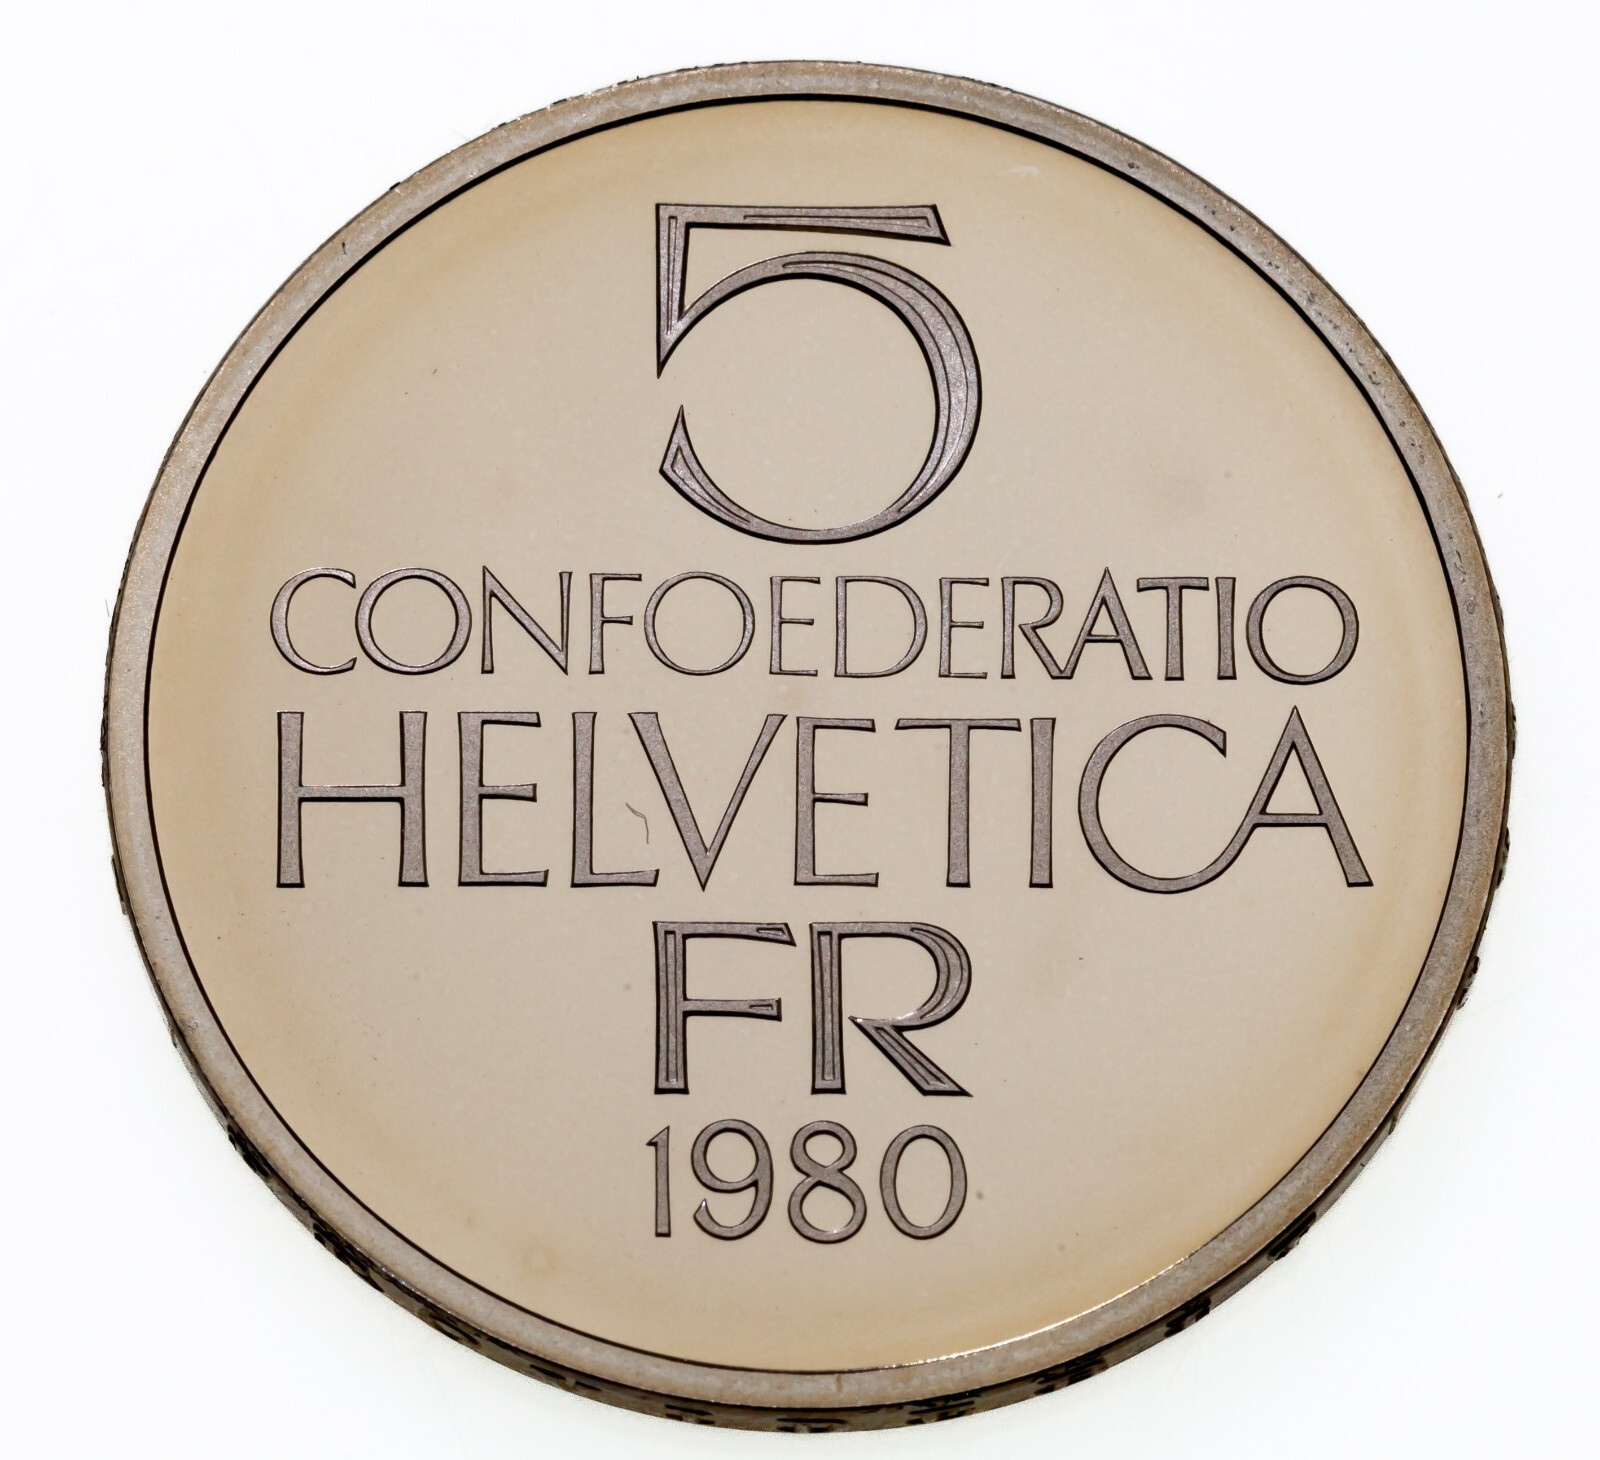 5
CONFOEDERATIO
HELVETICA
FR
1980